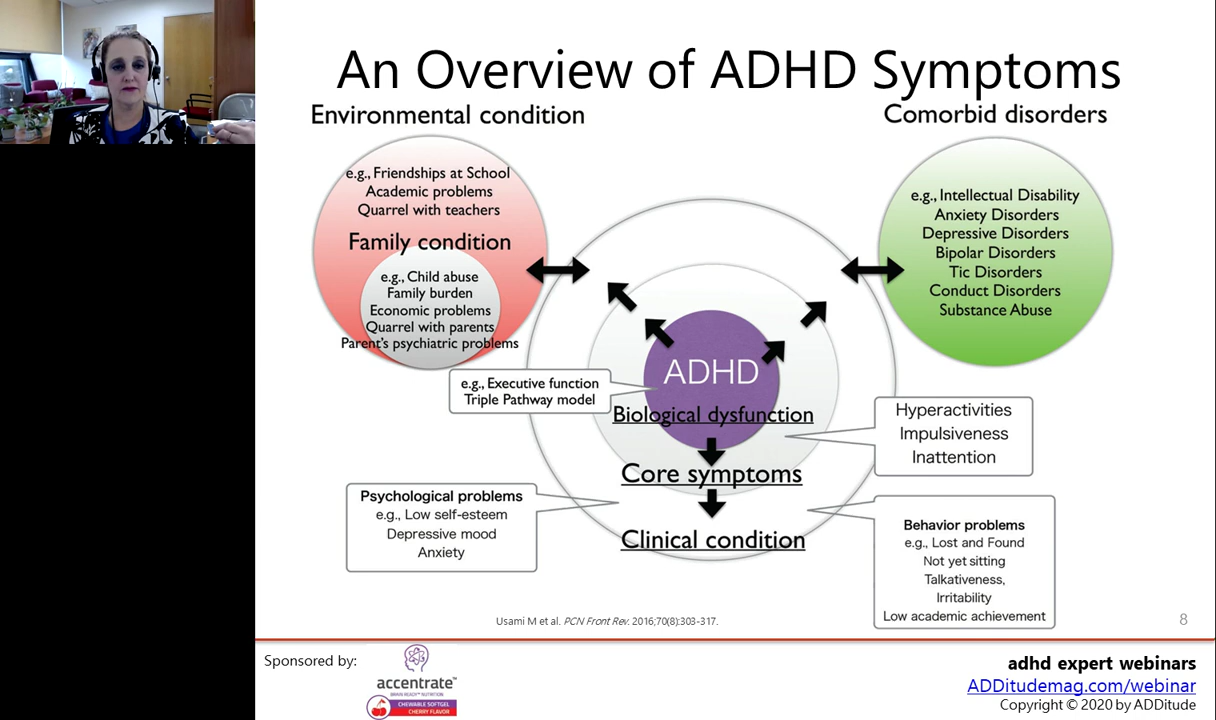 An Overview of ADHD Symptoms
Environmental condition
e.g., Friendships at School
Academic problems
Quarrel with teachers
Family condition
e.g., Child abuse
Family burden
Economic problems
Quarrel with parents
Parent's psychiatric problems
Comorbid disorders
e.g., Intellectual Disability
Anxiety Disorders
Depressive Disorders
Bipolar Disorders
Tic Disorders
Conduct Disorders
Substance Abuse
ADHD
e.g., Executive function
Triple Pathway model
Biological dysfunction
Hyperactivities
Impulsiveness
Inattention
Core symptoms
Psychological problems
e.g., Low self-esteem
Depressive mood
Anxiety
Clinical condition
Behavior problems
e.g., Lost and Found
Not yet sitting
Talkativeness,
Irritability
Low academic achievement
Usami M et al. PCN Front Rev. 2016;70(8):303-317.
8
Sponsored by:
accentrate™
BRAIN READY™ NUTRITION
CHEWABLE SOFTGEL
CHERRY FLAVOR
adhd expert webinars
ADDitudemag.com/webinar
Copyright © 2020 by ADDitude